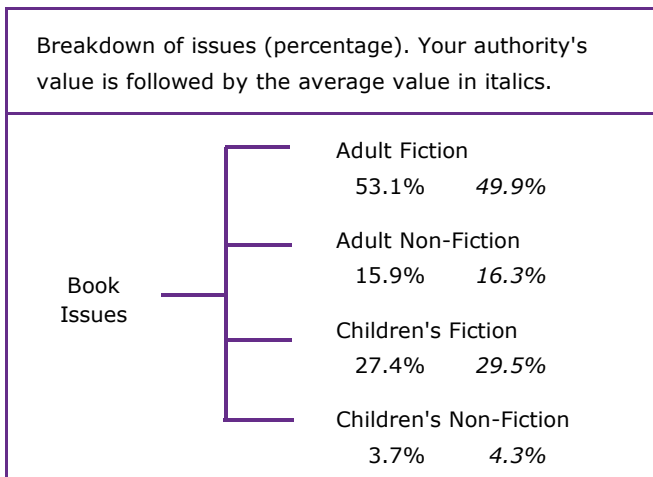 Breakdown of issues (percentage). Your authority's
value is followed by the average value in italics.
Adult Fiction
53.1% 49.9%
Adult Non-Fiction
15.9% 16.3%
Book
Issues
Children's Fiction
27.4% 29.5%
Children's Non-Fiction
3.7% 4.3%